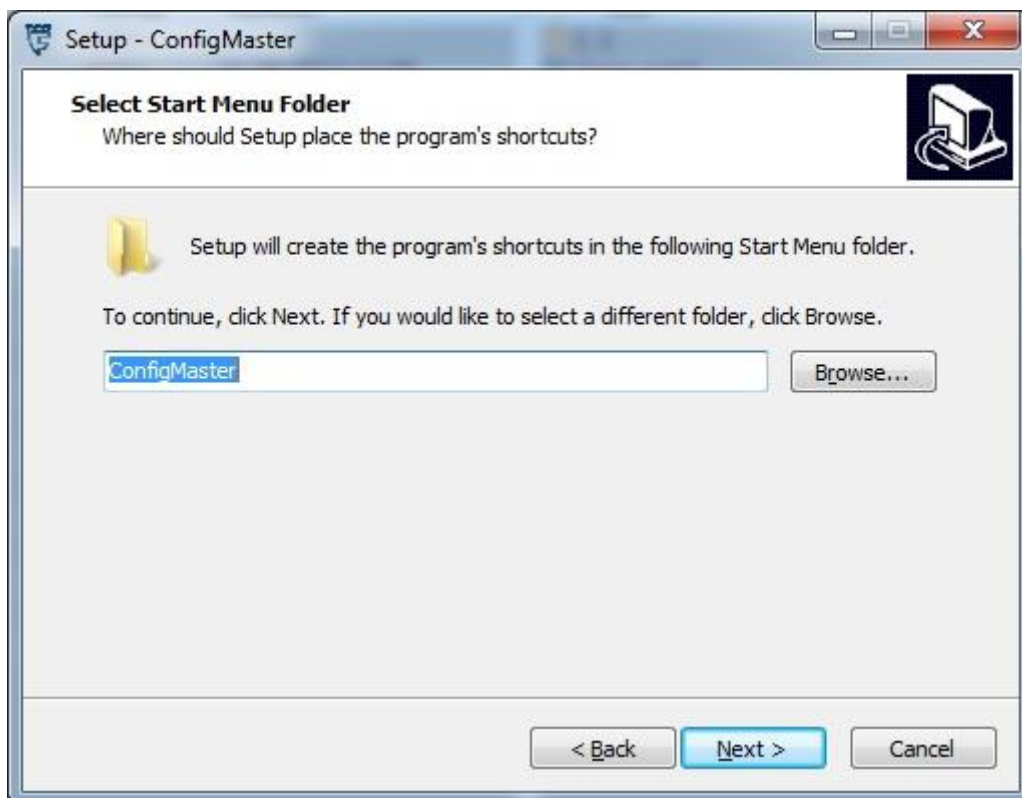 Setup - ConfigMaster
Select Start Menu Folder
Where should Setup place the program's shortcuts?
Setup will create the program's shortcuts in the following Start Menu folder.
To continue, click Next. If you would like to select a different folder, click Browse.
ConfigMaster
Browse...
< Back
Next >
Cancel